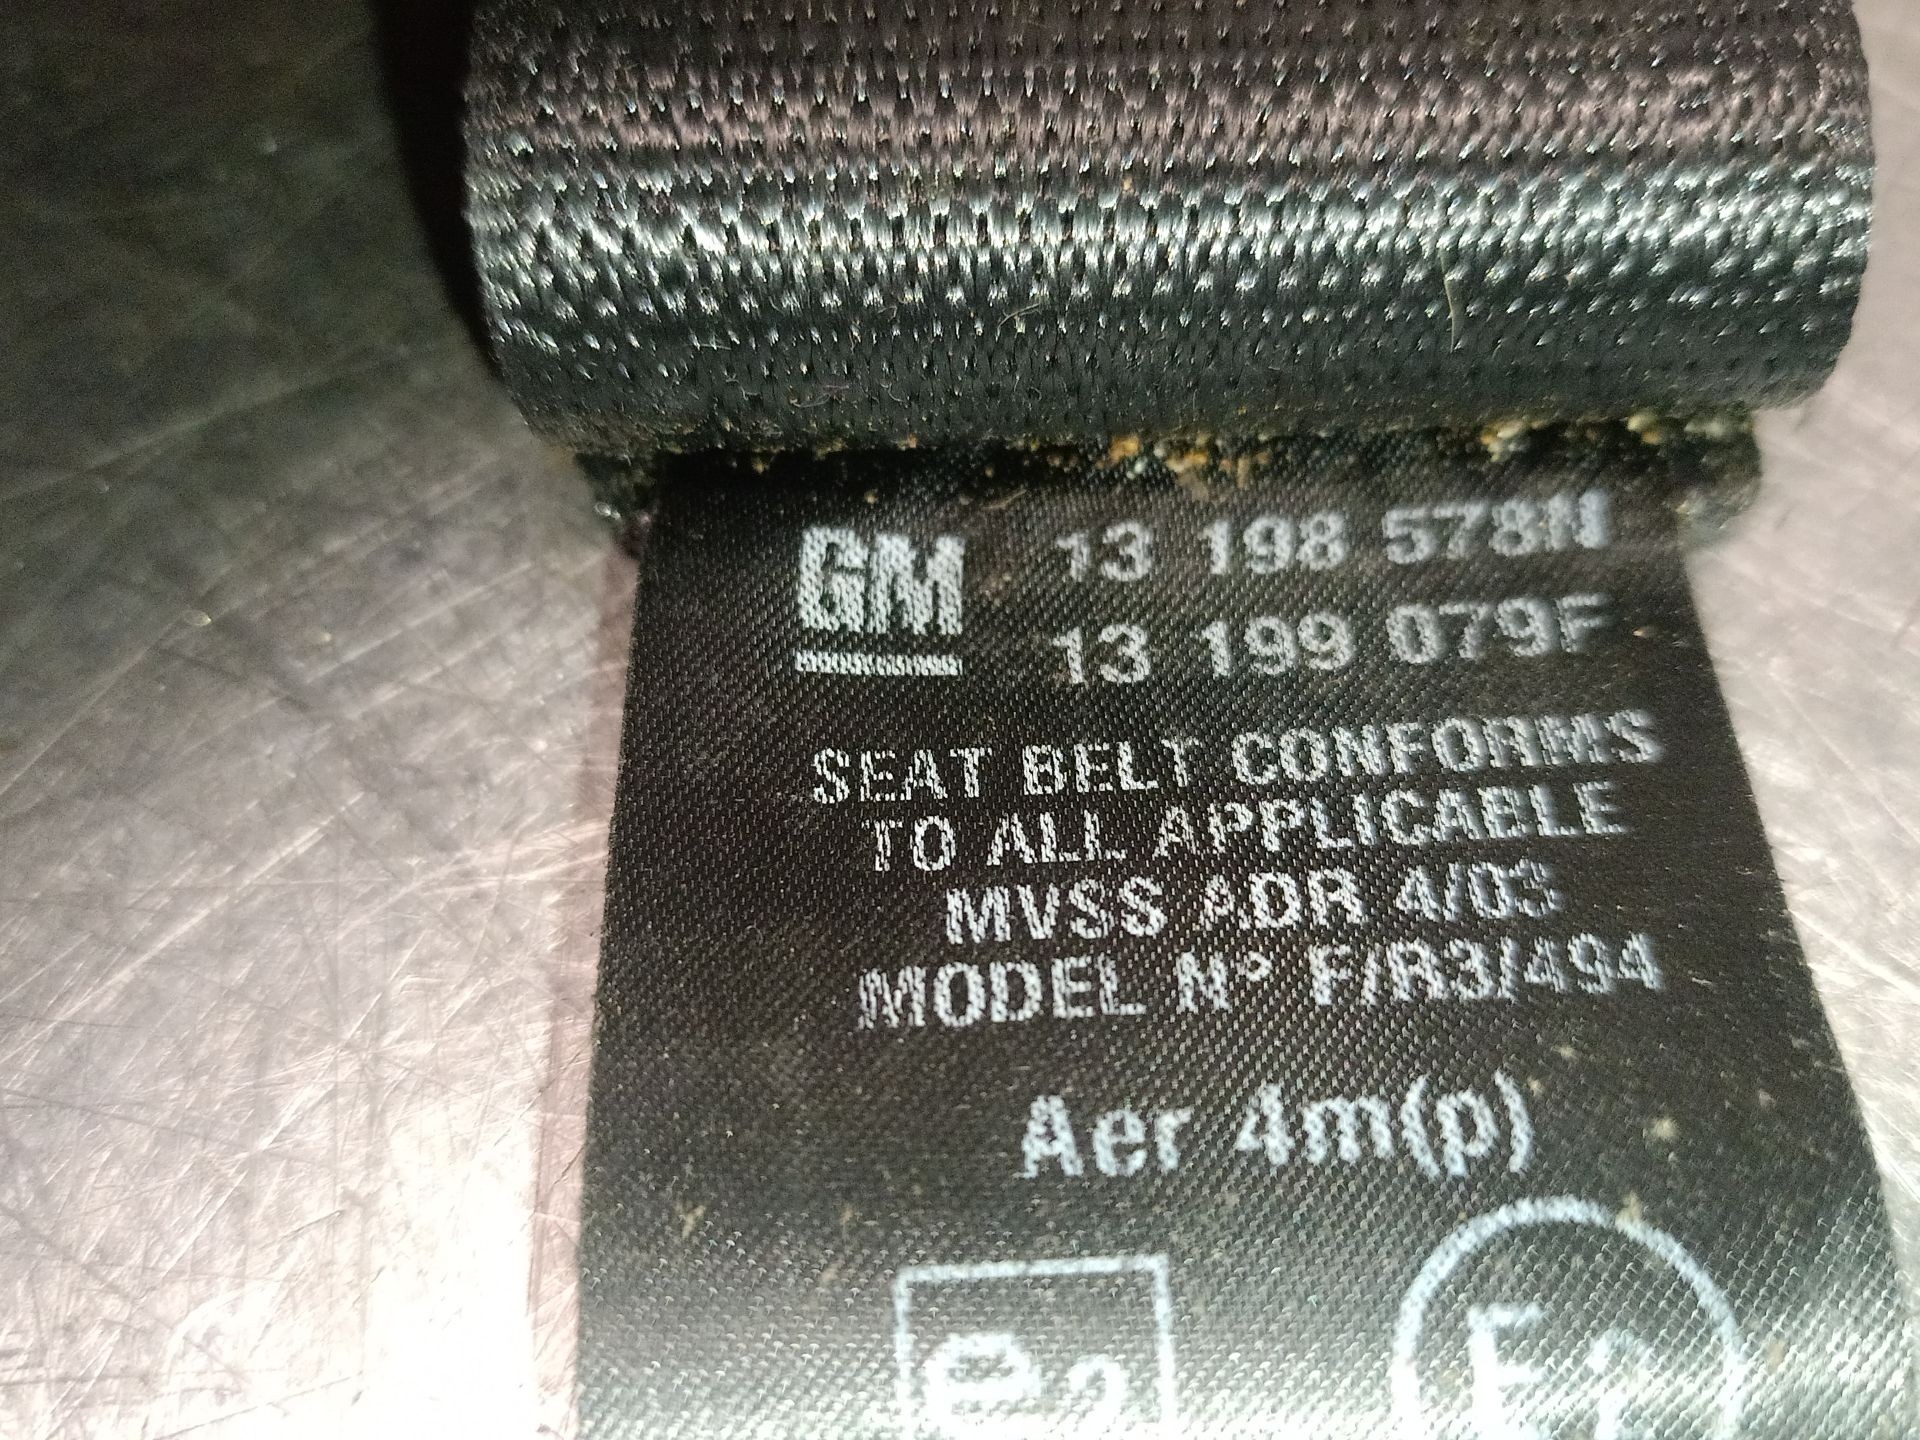 GM 13 198 578N
13 199 079F
SEAT BELT CONFORMS
TO ALL APPLICABLE
MVSS ADR 4/03
MODEL N° F/R3/494
Aer 4m(p)
e2 E